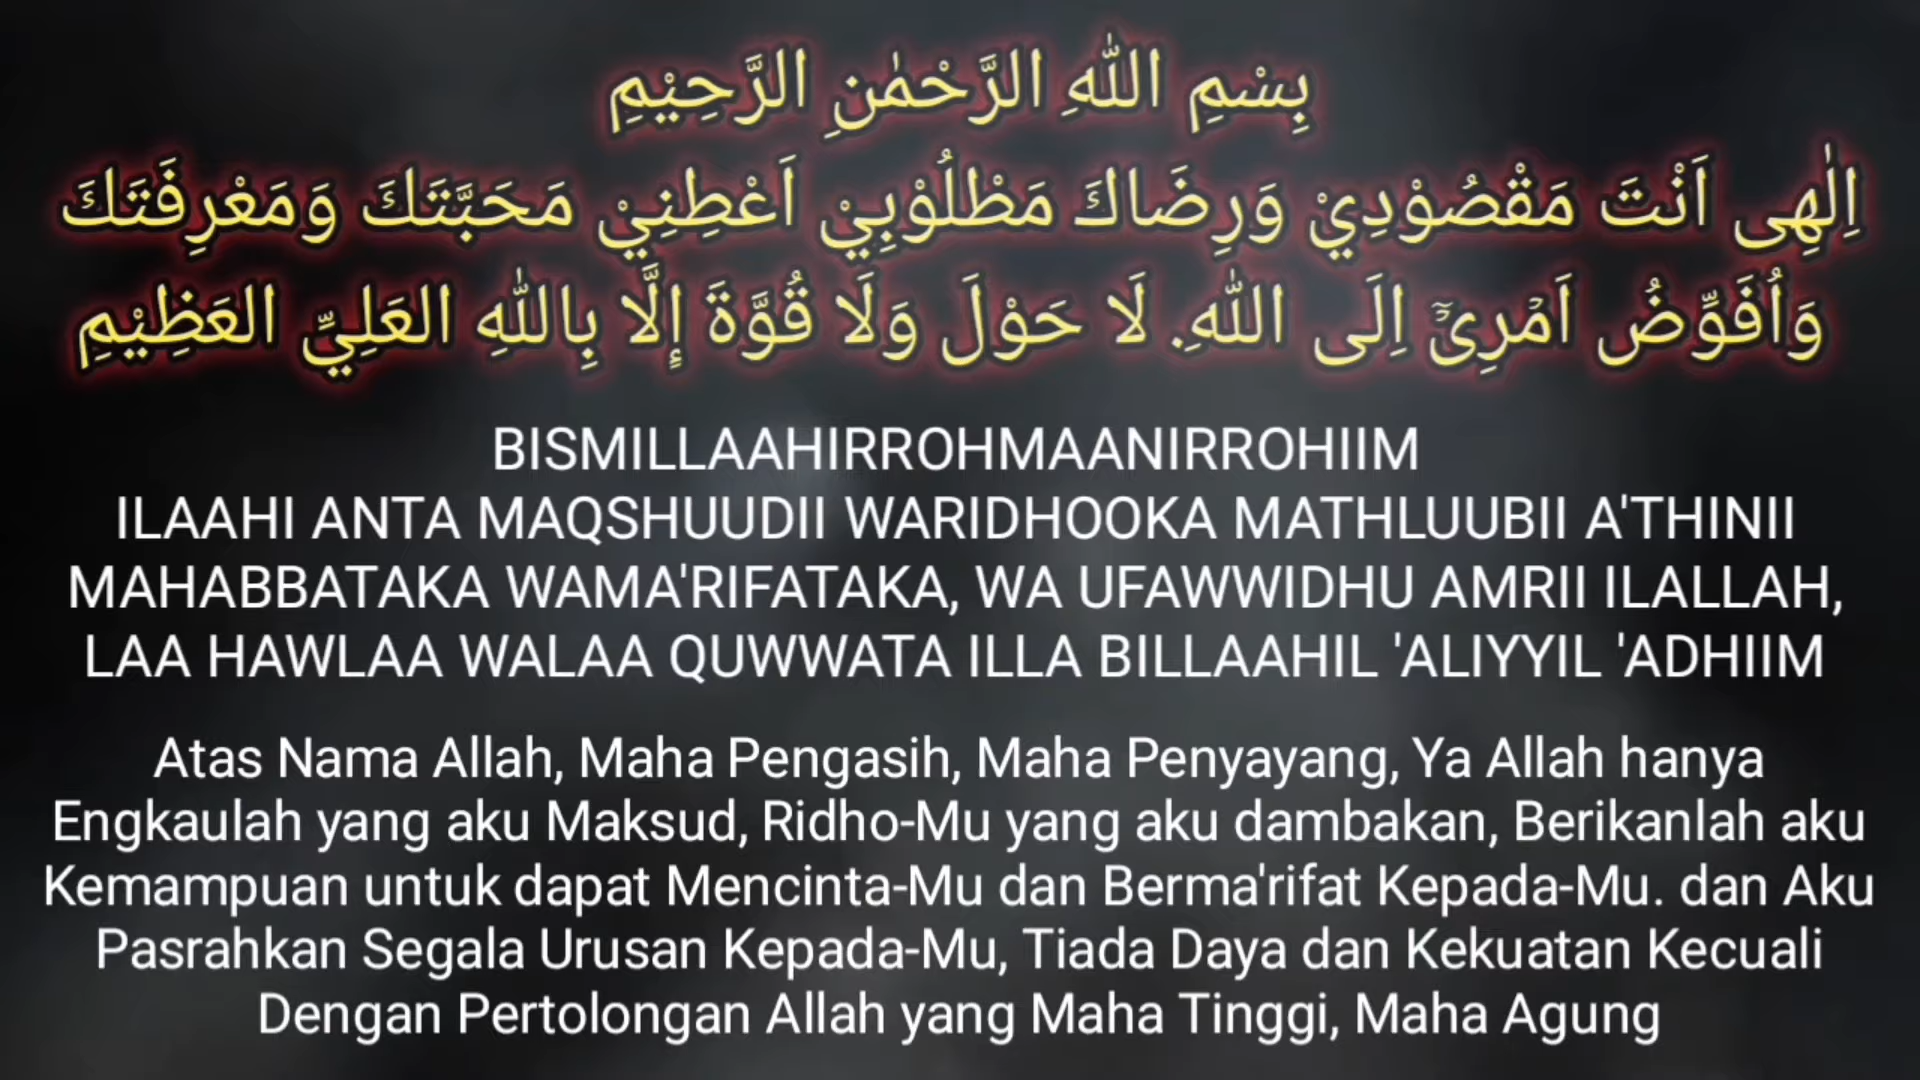 بِسْمِ اللّٰهِ الرَّحْمٰنِ الرَّحِيْمِ
اِلٰهِى اَنْتَ مَقْصُوْدِيْ وَرِضَاكَ مَطْلُوْبِيْ اَعْطِنِيْ مَحَبَّتَكَ وَمَعْرِفَتَكَ
وَاُفَوِّضُ اَمْرِىْٓ اِلَى اللّٰهِ. لَا حَوْلَ وَلَا قُوَّةَ إِلَّا بِاللّٰهِ العَلِيِّ العَظِيْمِ
BISMILLAAHIRROHMAANIRROHIIM
ILAAHI ANTA MAQSHUUDII WARIDHOOKA MATHLUUBII A'THINII
MAHABBATAKA WAMA'RIFATAKA, WA UFAWWIDHU AMRII ILALLAH,
LAA HAWLAA WALAA QUWWATA ILLA BILLAAHIL 'ALIYYIL 'ADHIIM
Atas Nama Allah, Maha Pengasih, Maha Penyayang, Ya Allah hanya
Engkaulah yang aku Maksud, Ridho-Mu yang aku dambakan, Berikanlah aku
Kemampuan untuk dapat Mencinta-Mu dan Berma'rifat Kepada-Mu. dan Aku
Pasrahkan Segala Urusan Kepada-Mu, Tiada Daya dan Kekuatan Kecuali
Dengan Pertolongan Allah yang Maha Tinggi, Maha Agung